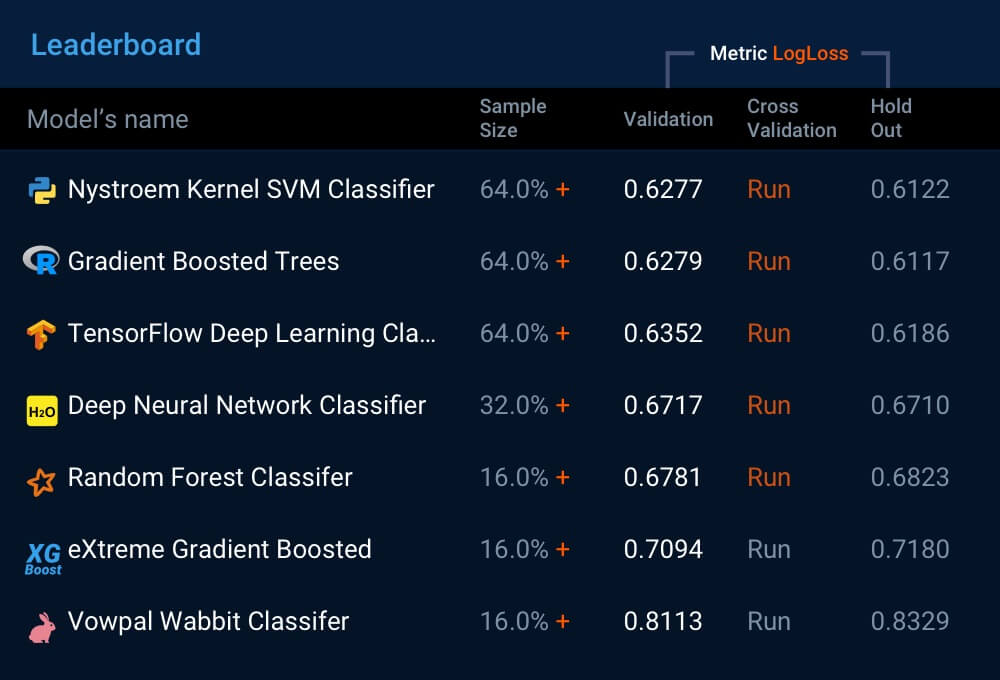 Leaderboard
Metric LogLoss
Model’s name
Sample
Size
Validation
Cross
Validation
Hold
Out
Nystroem Kernel SVM Classifier 64.0% + 0.6277 Run 0.6122
Gradient Boosted Trees 64.0% + 0.6279 Run 0.6117
TensorFlow Deep Learning Cla... 64.0% + 0.6352 Run 0.6186
H2O Deep Neural Network Classifier 32.0% + 0.6717 Run 0.6710
Random Forest Classifer 16.0% + 0.6781 Run 0.6823
XG
Boost
eXtreme Gradient Boosted 16.0% + 0.7094 Run 0.7180
Vowpal Wabbit Classifer 16.0% + 0.8113 Run 0.8329